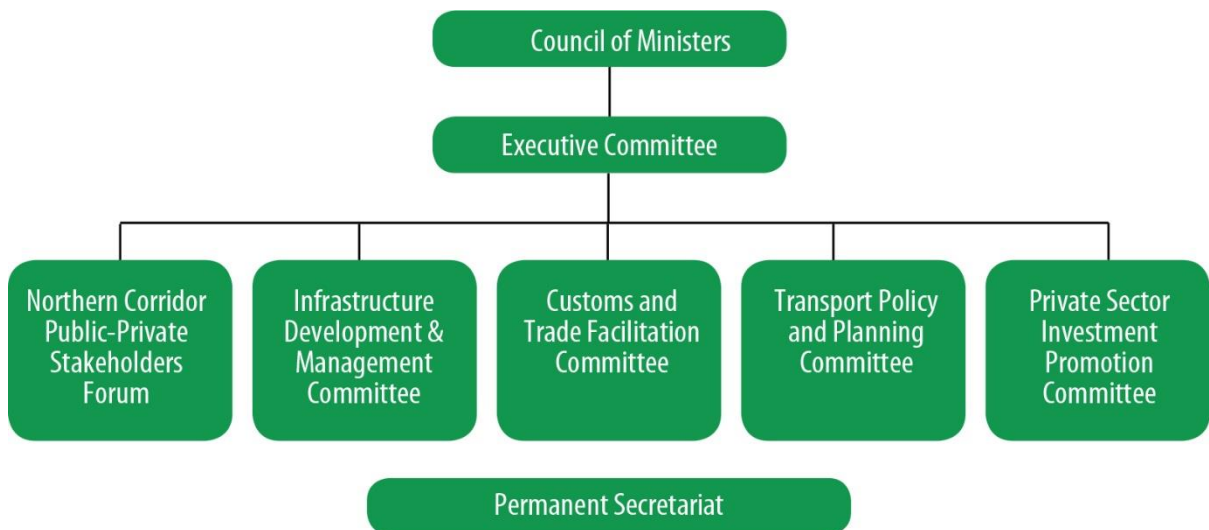 Council of Ministers
Executive Committee
Northern Corridor
Public-Private
Stakeholders
Forum
Infrastructure
Development &
Management
Committee
Customs and
Trade Facilitation
Committee
Transport Policy
and Planning
Committee
Private Sector
Investment
Promotion
Committee
Permanent Secretariat